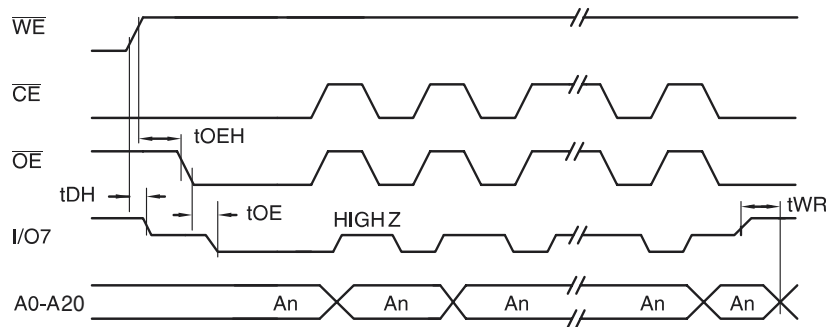 WE
CE
tOEH
OE
tDH
tOE
tWR
HIGH Z
I/O7
A0-A20 An An An An An